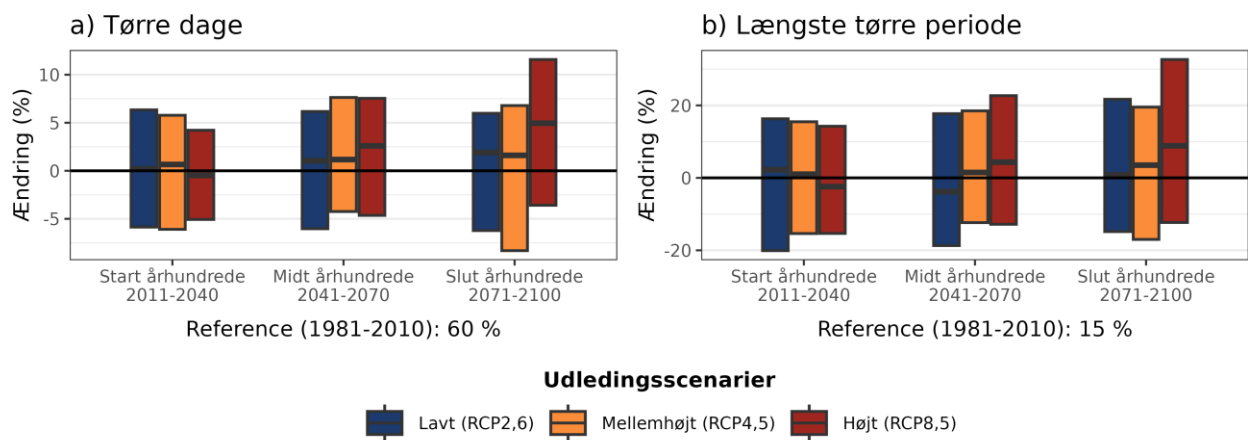 a) Tørre dage
Ændring (%)
10
5
0
-5
Start århundrede
2011-2040
Midt århundrede
2041-2070
Slut århundrede
2071-2100
Reference (1981-2010): 60 %
b) Længste tørre periode
Ændring (%)
20
0
-20
Start århundrede
2011-2040
Midt århundrede
2041-2070
Slut århundrede
2071-2100
Reference (1981-2010): 15 %
Udledingsscenarier
Lavt (RCP2,6)
Mellemhøjt (RCP4,5)
Højt (RCP8,5)